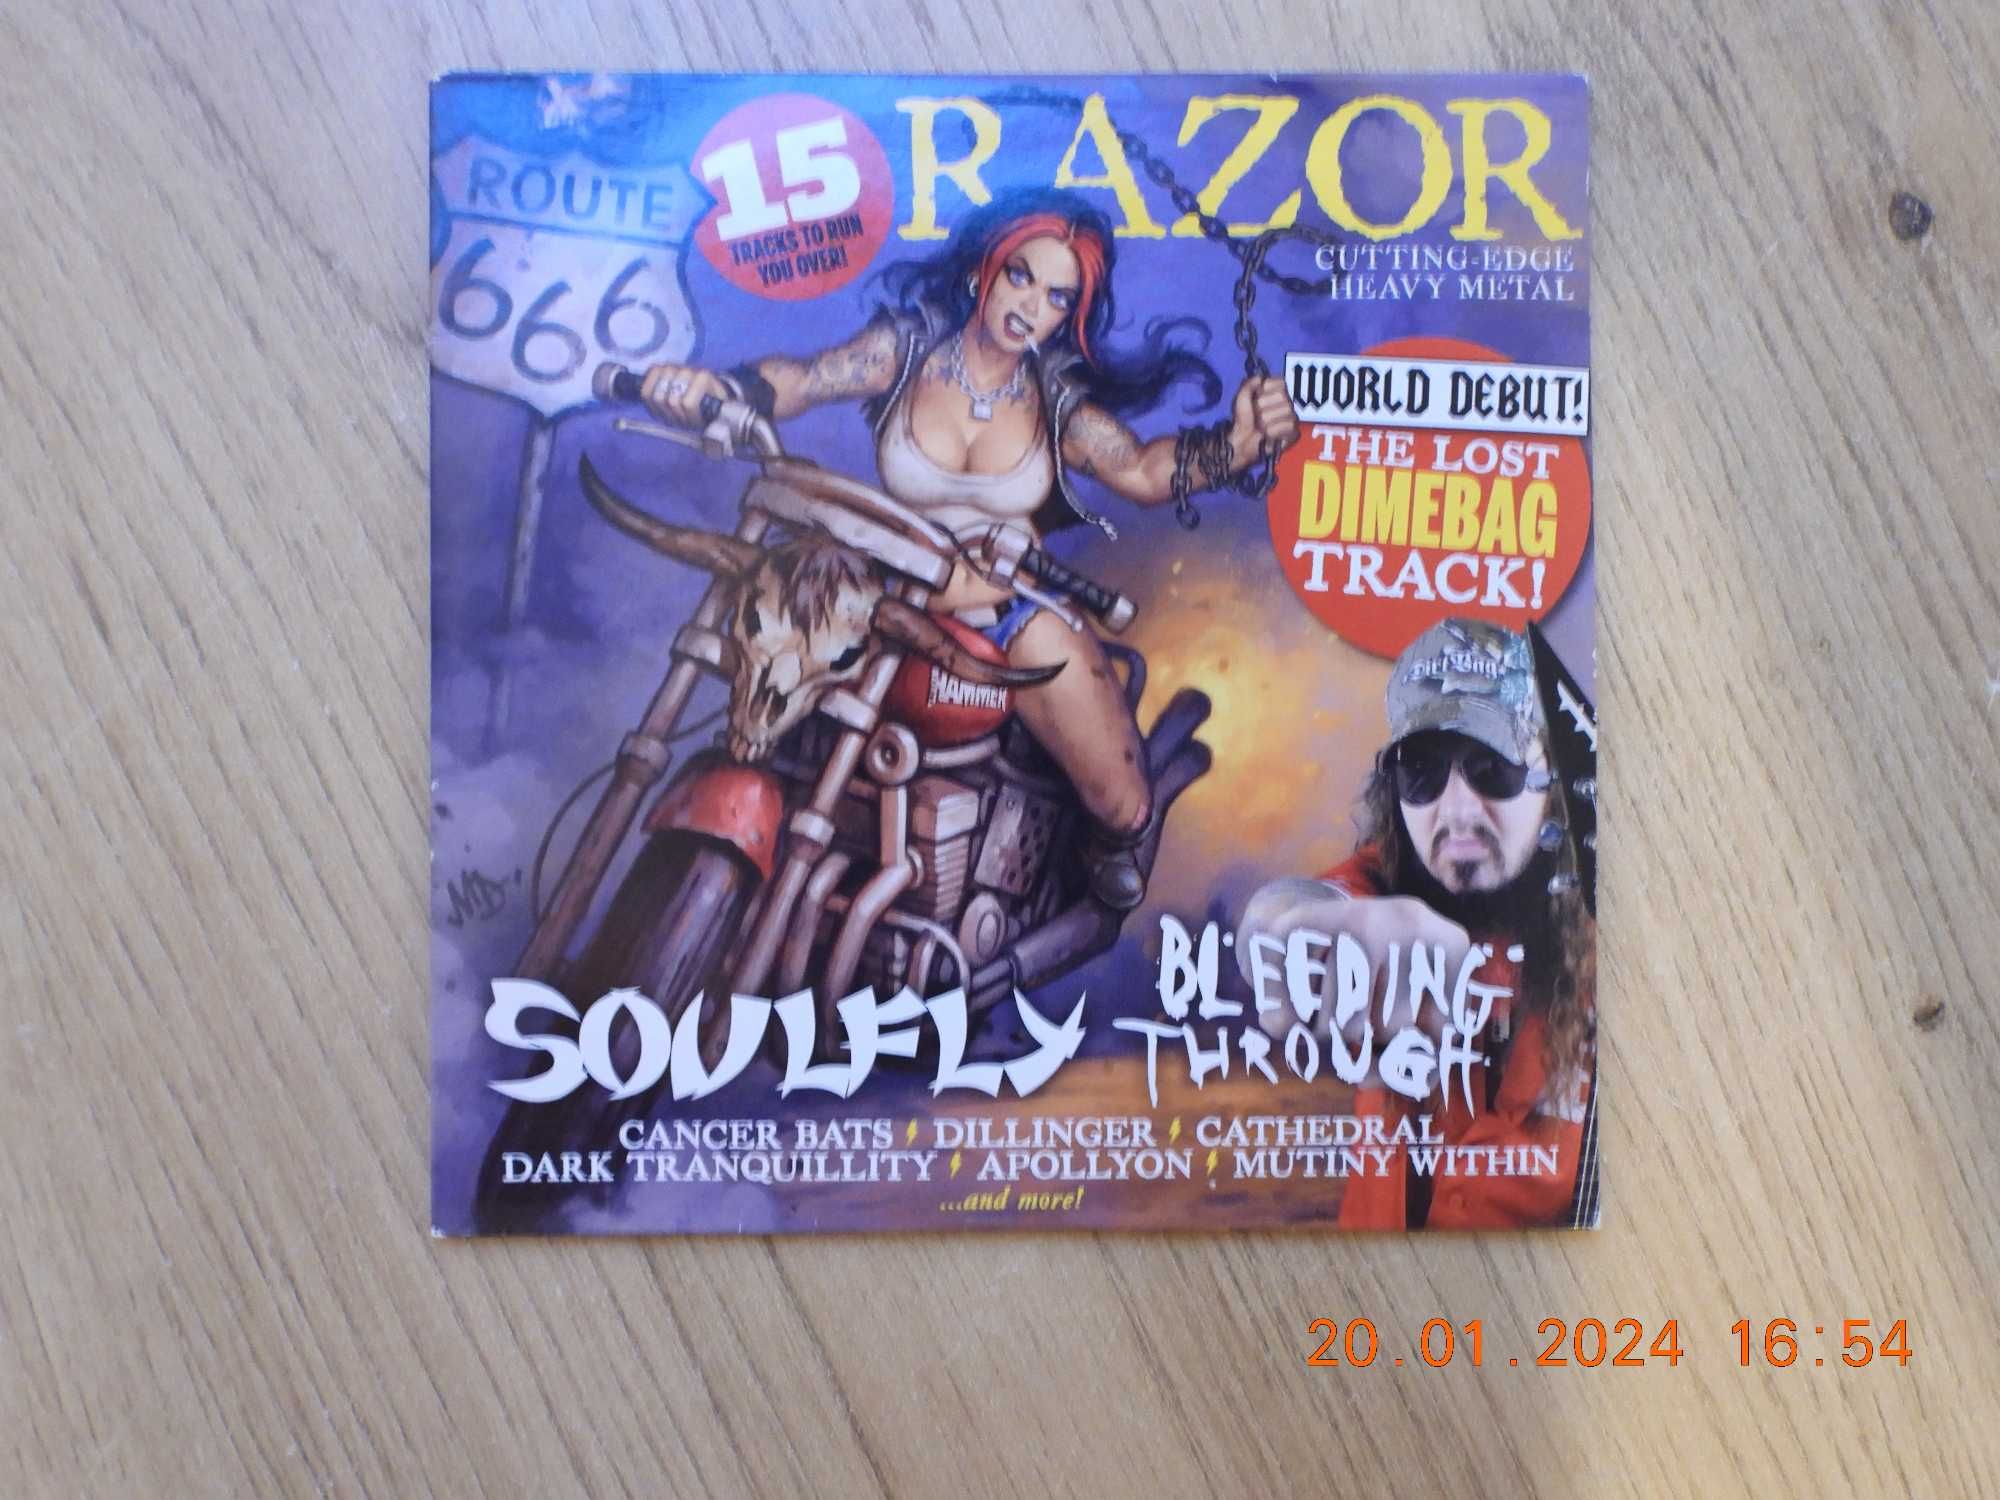 ROUTE
666
15
TRACKS TO RUN
YOU OVER!
RAZOR
CUTTING-EDGE
HEAVY METAL
WORLD DEBUT!
THE LOST
DIMEBAG
TRACK!
Dirtbag
HAMMER
MD
SOULFLY
BLEEDING
THROUGH
CANCER BATS DILLINGER CATHEDRAL
DARK TRANQUILLITY APOLLYON MUTINY WITHIN
...and more!
20.01.2024 16:54